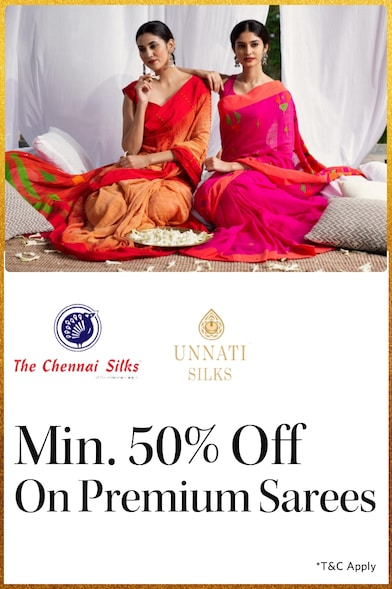 The Chennai Silks
UNNATI
SILKS
Min. 50% Off
On Premium Sarees
*T&C Apply